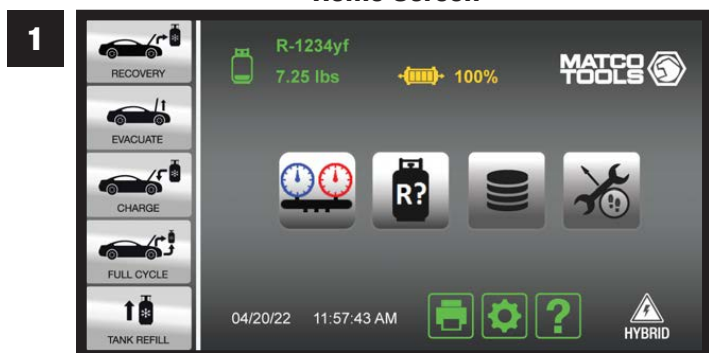 Home Screen
1
RECOVERY
EVACUATE
CHARGE
FULL CYCLE
TANK REFILL
R-1234yf
7.25 lbs
100%
MATCO
TOOLS
R?
04/20/22 11:57:43 AM
?
HYBRID